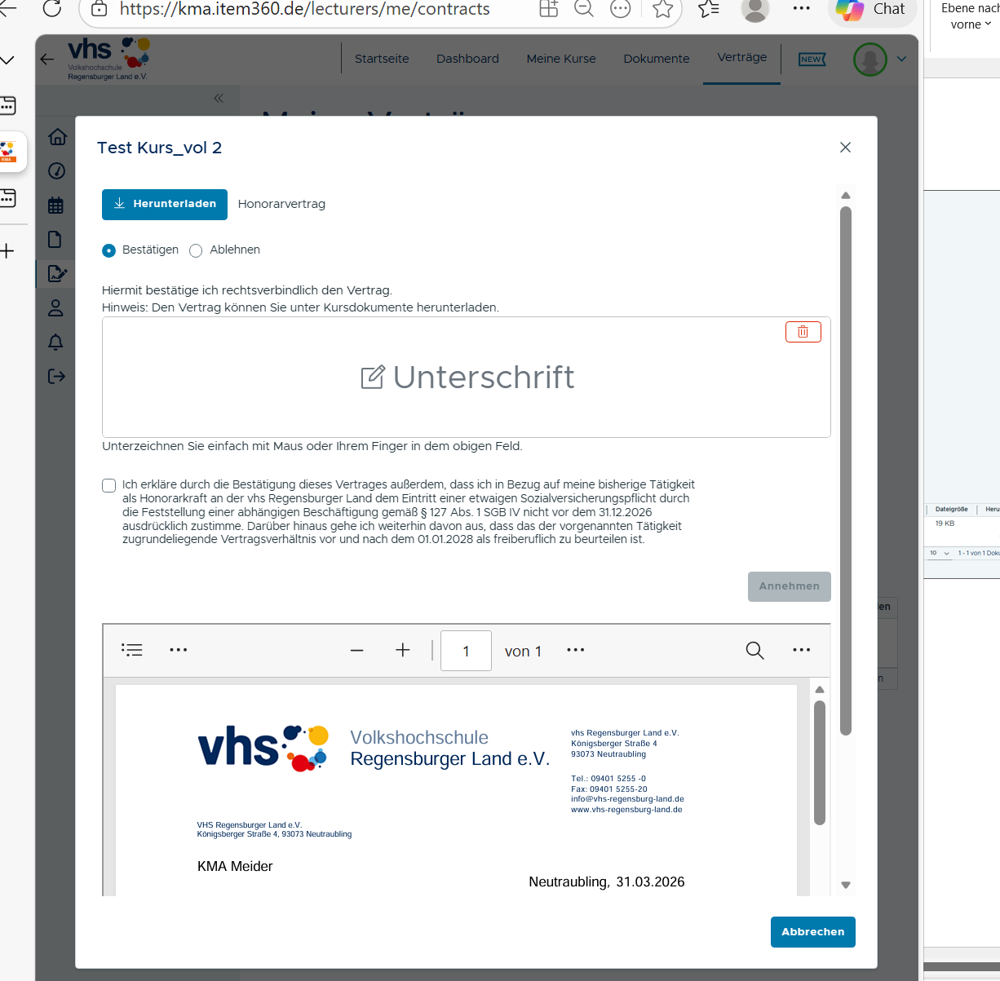 https://kma.item360.de/lecturers/me/contracts
Chat
Ebene nach
vorne
vhs
Volkshochschule
Regensburger Land e.V.
Startseite
Dashboard
Meine Kurse
Dokumente
Verträge
NEW
KMA
Test Kurs_vol 2
Herunterladen
Honorarvertrag
Bestätigen
Ablehnen
Hiermit bestätige ich rechtsverbindlich den Vertrag.
Hinweis: Den Vertrag können Sie unter Kursdokumente herunterladen.
Unterschrift
Unterzeichnen Sie einfach mit Maus oder Ihrem Finger in dem obigen Feld.
Ich erkläre durch die Bestätigung dieses Vertrages außerdem, dass ich in Bezug auf meine bisherige Tätigkeit
als Honorarkraft an der vhs Regensburger Land dem Eintritt einer etwaigen Sozialversicherungspflicht durch
die Feststellung einer abhängigen Beschäftigung gemäß § 127 Abs. 1 SGB IV nicht vor dem 31.12.2026
ausdrücklich zustimme. Darüber hinaus gehe ich weiterhin davon aus, dass das der vorgenannten Tätigkeit
zugrundeliegende Vertragsverhältnis vor und nach dem 01.01.2028 als freiberuflich zu beurteilen ist.
Dateigröße
Heru
19 KB
10
1 - 1 von 1 Doku
Annehmen
en
n
1
von 1
vhs
Volkshochschule
Regensburger Land e.V.
vhs Regensburger Land e.V.
Königsberger Straße 4
93073 Neutraubling
Tel.: 09401 5255 -0
Fax: 09401 5255-20
info@vhs-regensburg-land.de
www.vhs-regensburg-land.de
VHS Regensburger Land e.V.
Königsberger Straße 4, 93073 Neutraubling
KMA Meider
Neutraubling, 31.03.2026
Abbrechen